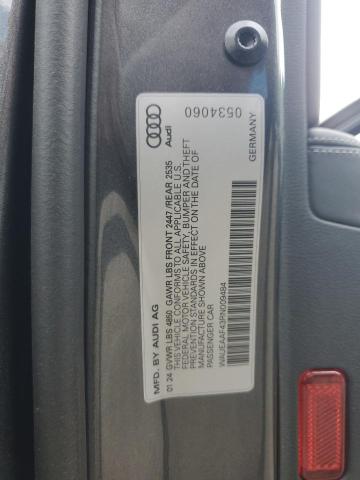 MFD. BY AUDI AG
01 24 GVWR LBS 4860 GAWR LBS FRONT 2447 /REAR 2535
THIS VEHICLE CONFORMS TO ALL APPLICABLE U.S.
FEDERAL MOTOR VEHICLE SAFETY, BUMPER AND THEFT
PREVENTION STANDARDS IN EFFECT ON THE DATE OF
MANUFACTURE SHOWN ABOVE
PASSENGER CAR
WAUEAAF43RN009484
GERMANY
Audi
0534060